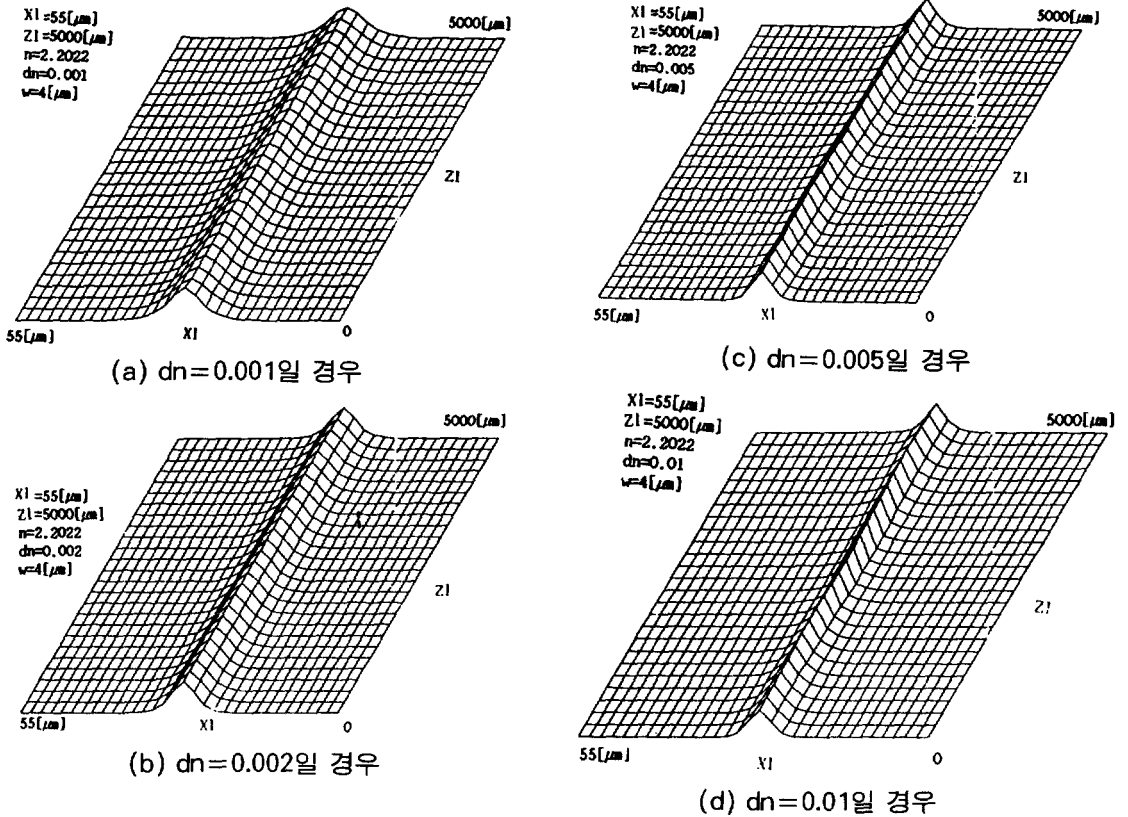 X1=55[μm]
Z1=5000[μm]
n=2.2022
dn=0.001
w=4[μm]
5000[μm]
Z1
55[μm]
X1
0
(a) dn=0.001일 경우
X1=55[μm]
Z1=5000[μm]
n=2.2022
dn=0.002
w=4[μm]
5000[μm]
Z1
55[μm]
X1
0
(b) dn=0.002일 경우
X1=55[μm]
Z1=5000[μm]
n=2.2022
dn=0.005
w=4[μm]
5000[μm]
Z1
55[μm]
X1
0
(c) dn=0.005일 경우
X1=55[μm]
Z1=5000[μm]
n=2.2022
dn=0.01
w=4[μm]
5000[μm]
Z1
55[μm]
X1
0
(d) dn=0.01일 경우